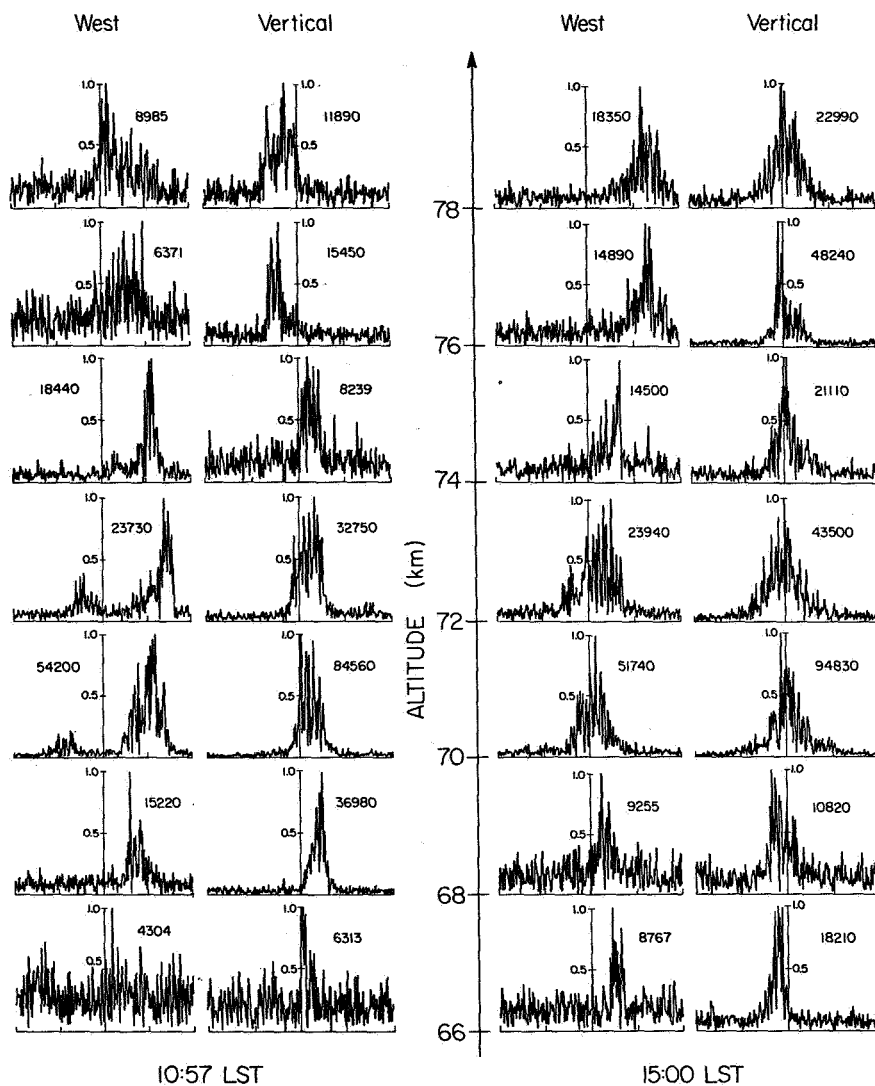 West Vertical West Vertical
1.0 8985 0.5 1.0 11890 0.5 1.0 18350 0.5 1.0 22990 0.5
78
1.0 6371 0.5 1.0 15450 0.5 1.0 14890 0.5 1.0 48240 0.5
76
1.0 18440 0.5 1.0 8239 0.5 1.0 14500 0.5 1.0 21110 0.5
74
1.0 23730 0.5 1.0 32750 0.5 1.0 23940 0.5 1.0 43500 0.5
72
1.0 54200 0.5 1.0 84560 0.5 1.0 51740 0.5 1.0 94830 0.5
70
1.0 15220 0.5 1.0 36980 0.5 1.0 9255 0.5 1.0 10820 0.5
68
1.0 4304 0.5 1.0 6313 0.5 1.0 8767 0.5 1.0 18210 0.5
66
ALTITUDE (km)
10:57 LST 15:00 LST